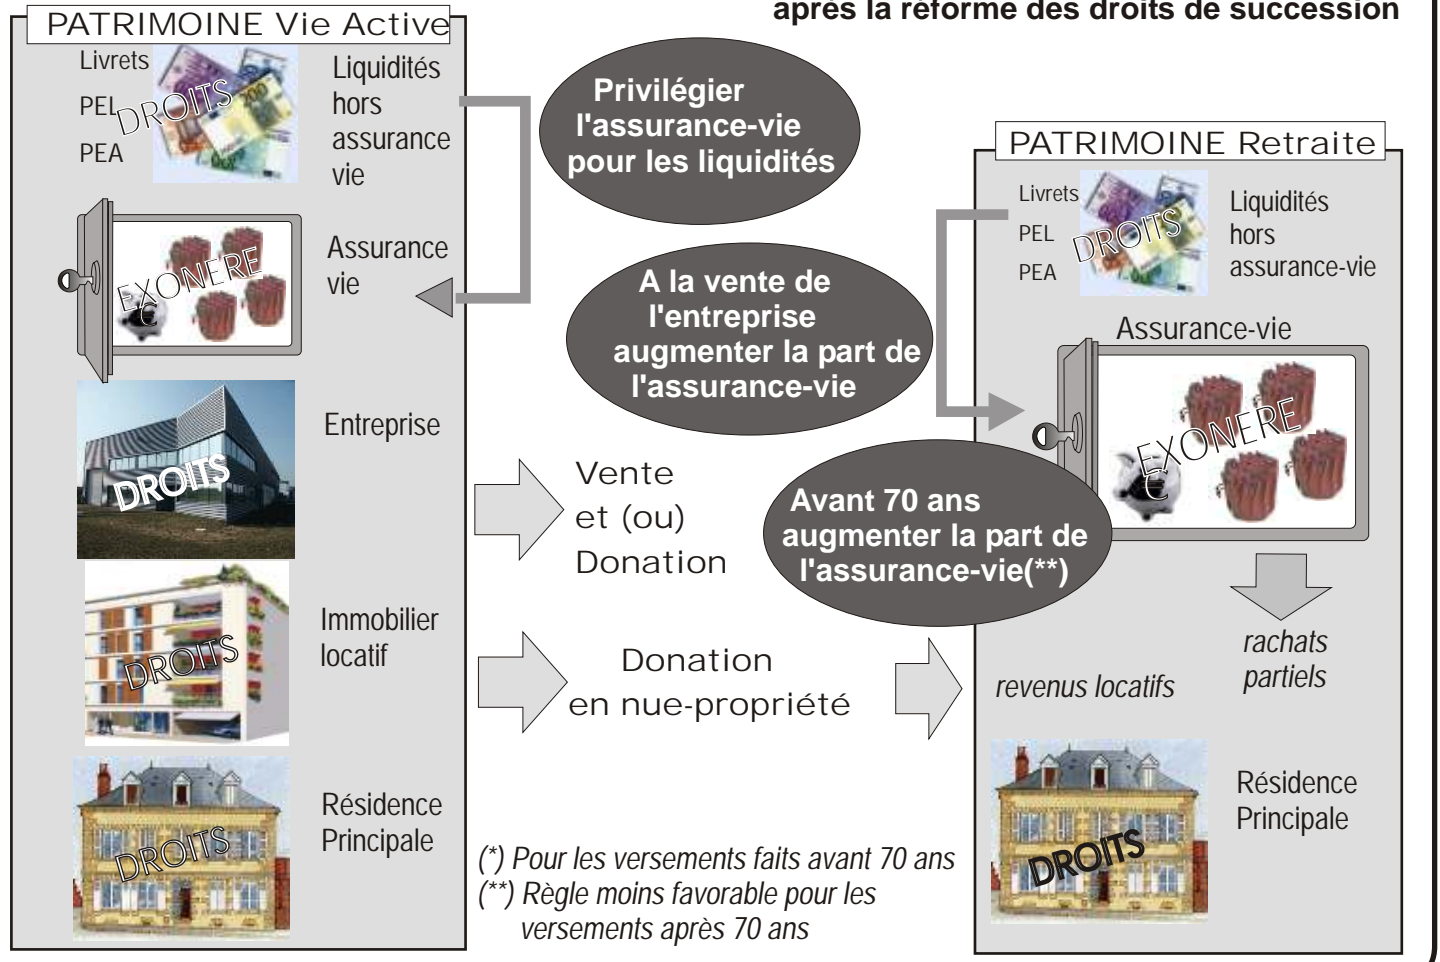 après la réforme des droits de succession
PATRIMOINE Vie Active
Livrets
PEL
PEA
DROITS
200
Liquidités
hors
assurance
vie
EXONERE
Assurance
vie
DROITS
Entreprise
DROITS
Immobilier
locatif
DROITS
Résidence
Principale
Privilégier
l'assurance-vie
pour les liquidités
A la vente de
l'entreprise
augmenter la part de
l'assurance-vie
Avant 70 ans
augmenter la part de
l'assurance-vie(**)
Vente
et (ou)
Donation
Donation
en nue-propriété
(*) Pour les versements faits avant 70 ans
(**) Règle moins favorable pour les
versements après 70 ans
PATRIMOINE Retraite
Livrets
PEL
PEA
DROITS
Liquidités
hors
assurance-vie
Assurance-vie
EXONERE
rachats
partiels
revenus locatifs
DROITS
Résidence
Principale